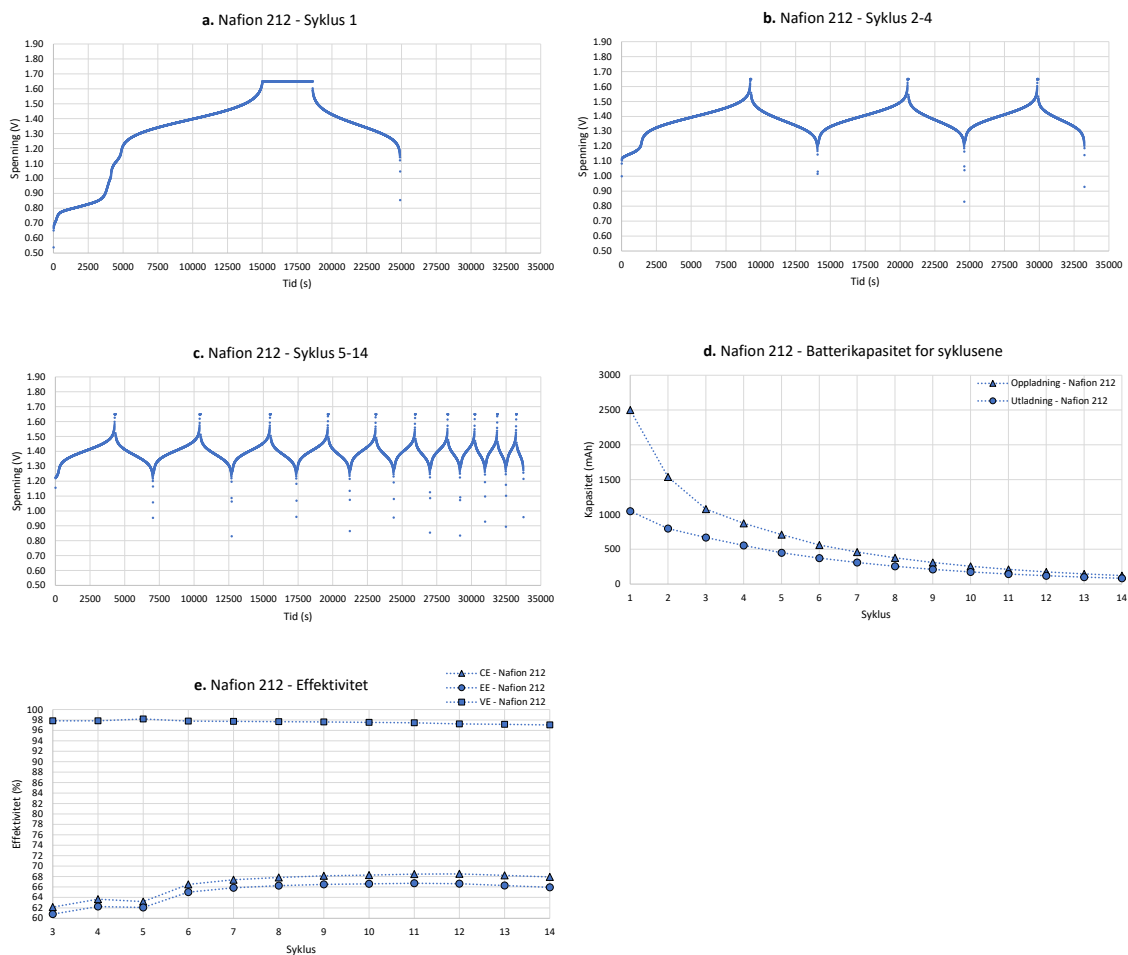 a. Nafion 212 - Syklus 1
1.90
1.80
1.70
1.60
1.50
1.40
1.30
1.20
1.10
1.00
0.90
0.80
0.70
0.60
0.50
Spenning (V)
0 2500 5000 7500 10000 12500 15000 17500 20000 22500 25000 27500 30000 32500 35000
Tid (s)
b. Nafion 212 - Syklus 2-4
1.90
1.80
1.70
1.60
1.50
1.40
1.30
1.20
1.10
1.00
0.90
0.80
0.70
0.60
0.50
Spenning (V)
0 2500 5000 7500 10000 12500 15000 17500 20000 22500 25000 27500 30000 32500 35000
Tid (s)
c. Nafion 212 - Syklus 5-14
1.90
1.80
1.70
1.60
1.50
1.40
1.30
1.20
1.10
1.00
0.90
0.80
0.70
0.60
0.50
Spenning (V)
0 2500 5000 7500 10000 12500 15000 17500 20000 22500 25000 27500 30000 32500 35000
Tid (s)
d. Nafion 212 - Batterikapasitet for syklusene
Oppladning - Nafion 212
Utladning - Nafion 212
3000
2500
2000
1500
1000
500
0
Kapasitet (mAh)
1 2 3 4 5 6 7 8 9 10 11 12 13 14
Syklus
e. Nafion 212 - Effektivitet
CE - Nafion 212
EE - Nafion 212
VE - Nafion 212
100
98
96
94
92
90
88
86
84
82
80
78
76
74
72
70
68
66
64
62
60
Effektivitet (%)
3 4 5 6 7 8 9 10 11 12 13 14
Syklus